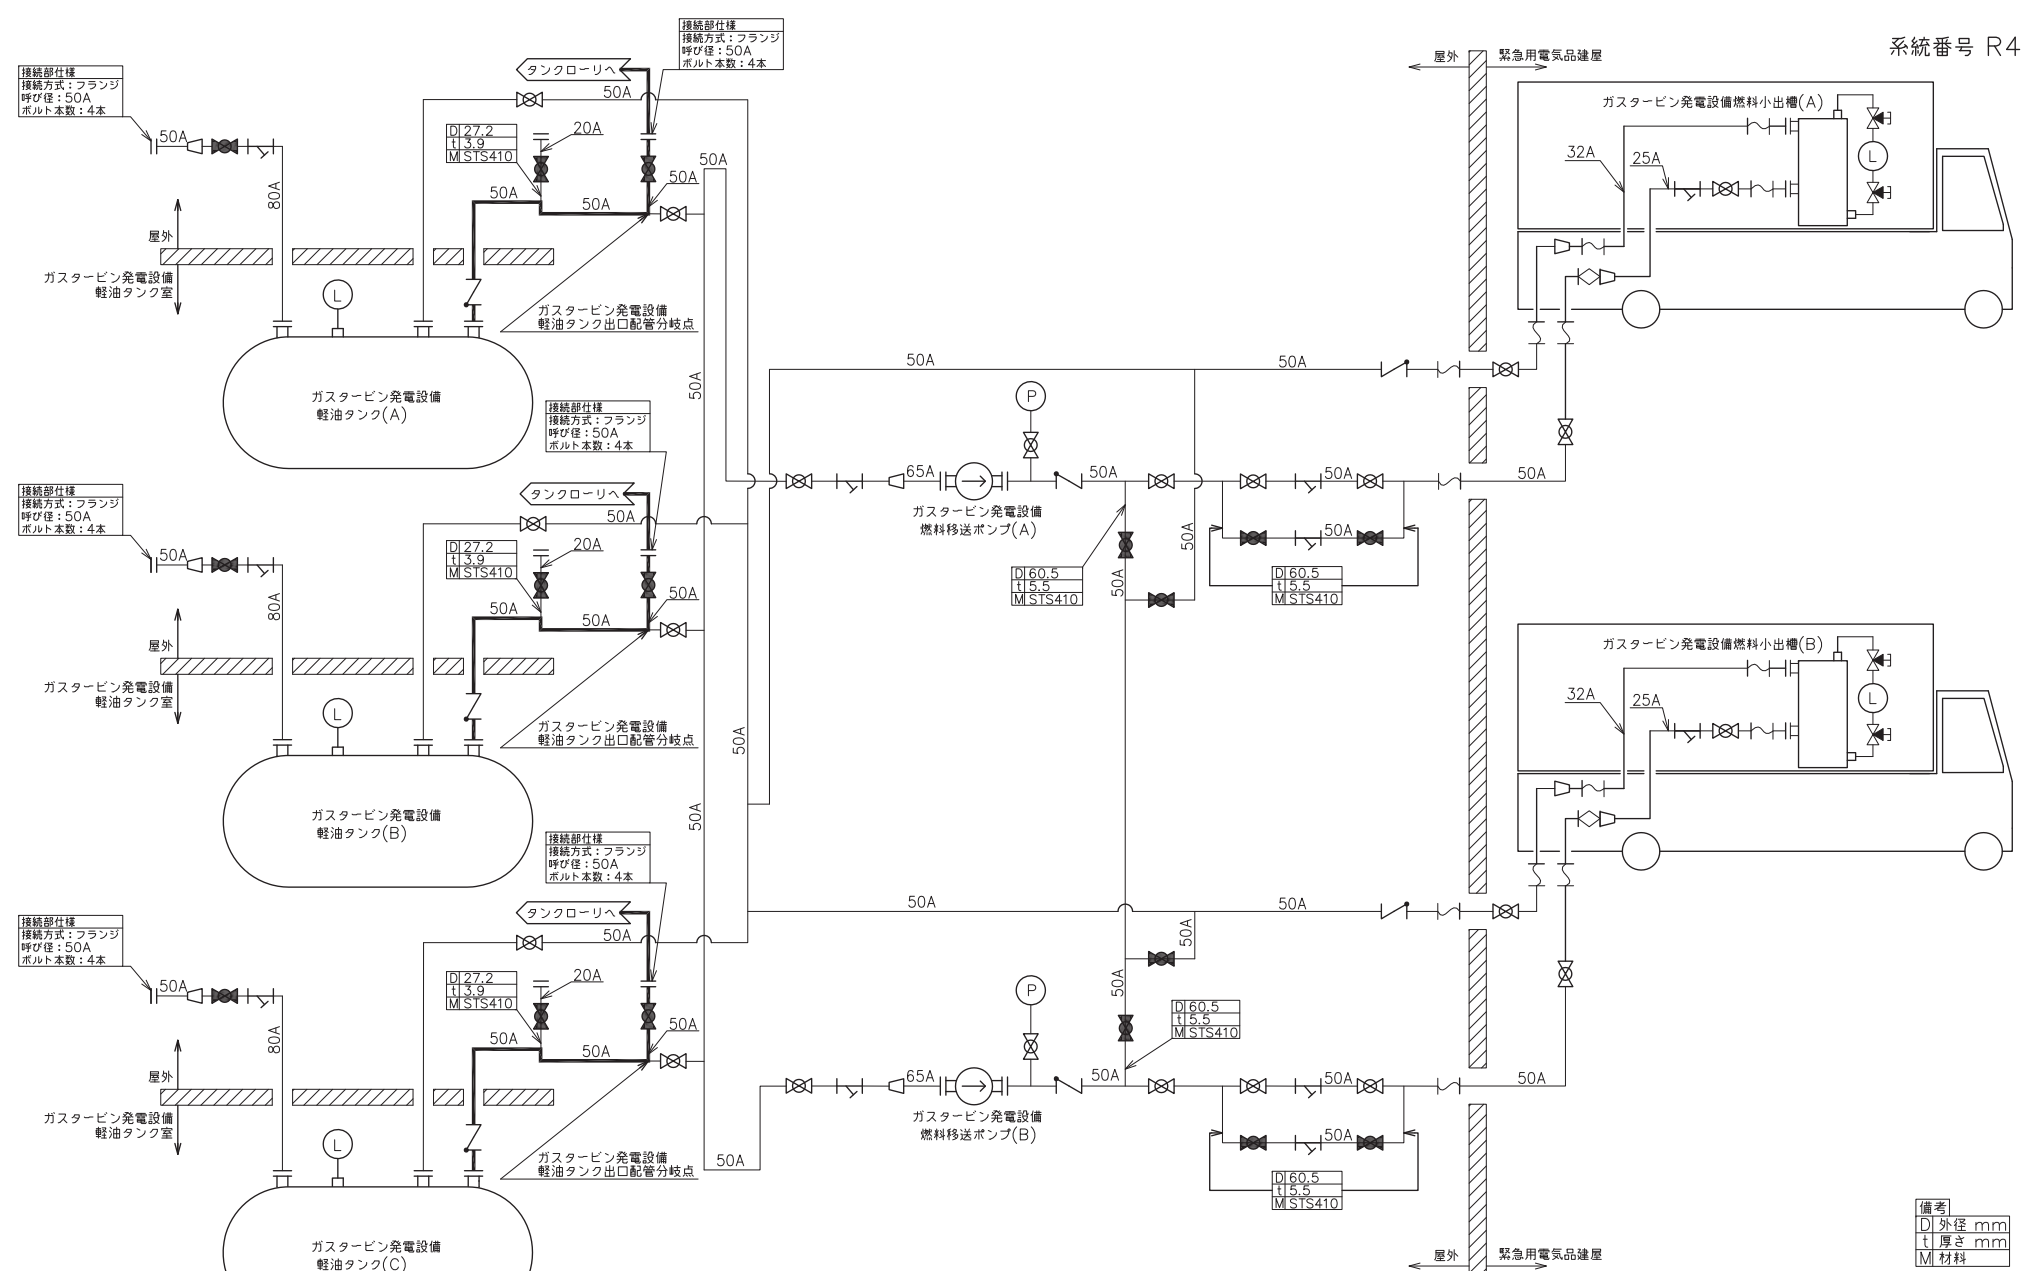 系統番号 R4
接続部仕様
接続方式：フランジ
呼び径：50A
ボルト本数：4本
タンクローリへ
50A
接続部仕様
接続方式：フランジ
呼び径：50A
ボルト本数：4本
50A
80A
D 27.2
t 3.9
M STS410
20A
50A
50A
50A
屋外
ガスタービン発電設備
軽油タンク室
L
ガスタービン発電設備
軽油タンク出口配管分岐点
ガスタービン発電設備
軽油タンク(A)
50A
50A
接続部仕様
接続方式：フランジ
呼び径：50A
ボルト本数：4本
タンクローリへ
50A
接続部仕様
接続方式：フランジ
呼び径：50A
ボルト本数：4本
50A
80A
D 27.2
t 3.9
M STS410
20A
50A
50A
50A
屋外
ガスタービン発電設備
軽油タンク室
L
ガスタービン発電設備
軽油タンク出口配管分岐点
ガスタービン発電設備
軽油タンク(B)
50A
50A
接続部仕様
接続方式：フランジ
呼び径：50A
ボルト本数：4本
タンクローリへ
50A
接続部仕様
接続方式：フランジ
呼び径：50A
ボルト本数：4本
50A
80A
D 27.2
t 3.9
M STS410
20A
50A
50A
50A
屋外
ガスタービン発電設備
軽油タンク室
L
ガスタービン発電設備
軽油タンク出口配管分岐点
ガスタービン発電設備
軽油タンク(C)
50A
50A
50A
P
65A
50A
ガスタービン発電設備
燃料移送ポンプ(A)
50A
50A
50A
50A
50A
D 60.5
t 5.5
M STS410
D 60.5
t 5.5
M STS410
50A
50A
P
65A
50A
ガスタービン発電設備
燃料移送ポンプ(B)
50A
50A
50A
50A
50A
D 60.5
t 5.5
M STS410
D 60.5
t 5.5
M STS410
屋外
緊急用電気品建屋
ガスタービン発電設備燃料小出槽(A)
32A
25A
L
ガスタービン発電設備燃料小出槽(B)
32A
25A
L
屋外
緊急用電気品建屋
備考
D 外径 mm
t 厚さ mm
M 材料